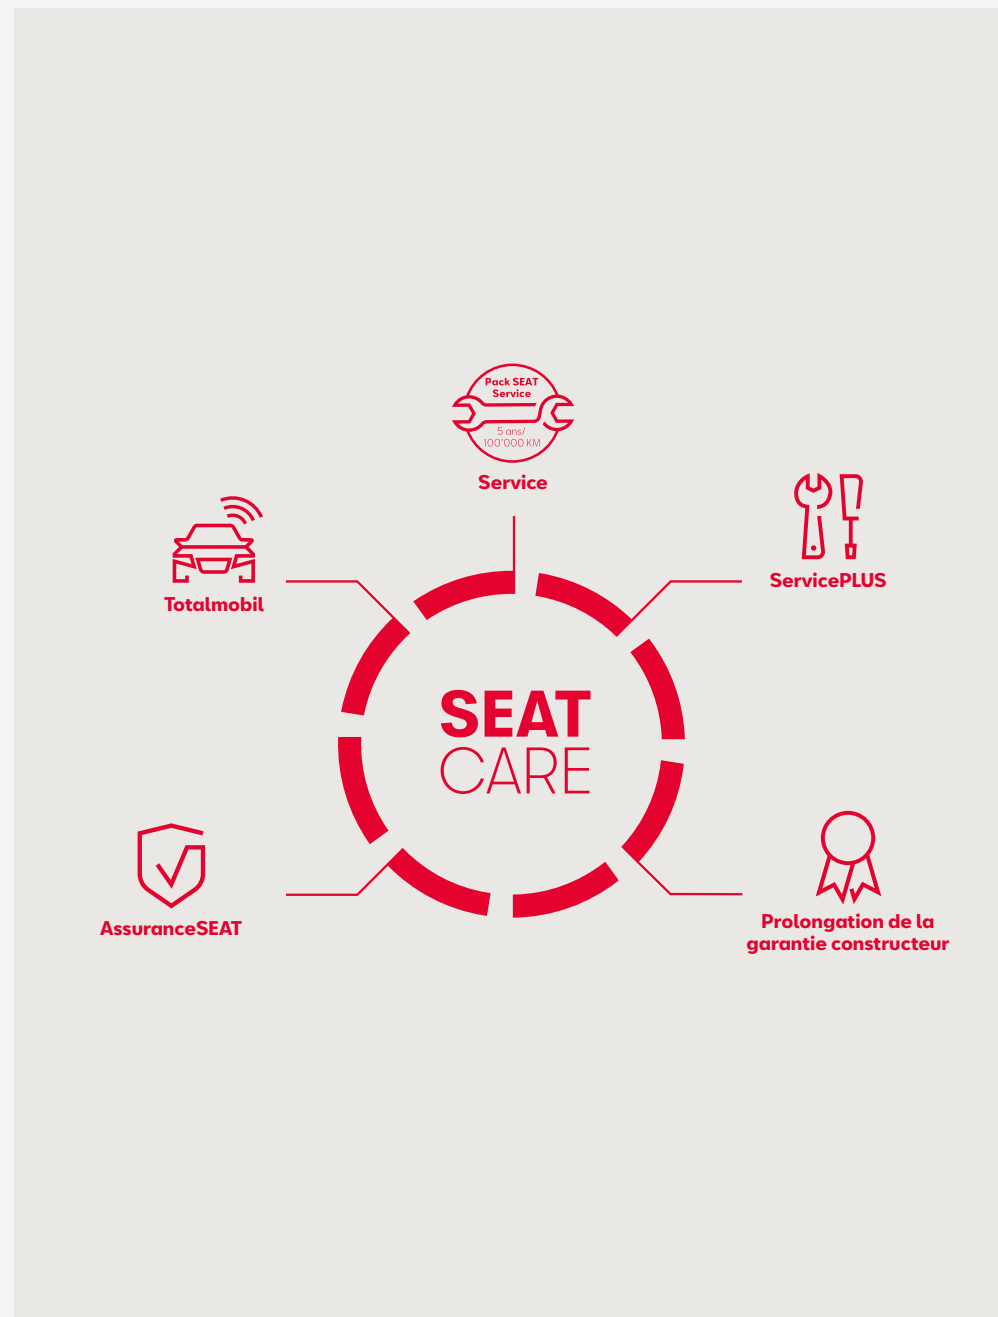 Pack SEAT
Service
5 ans/
100'000 KM
Service
ServicePLUS
Totalmobil
SEAT
CARE
AssuranceSEAT
Prolongation de la
garantie constructeur